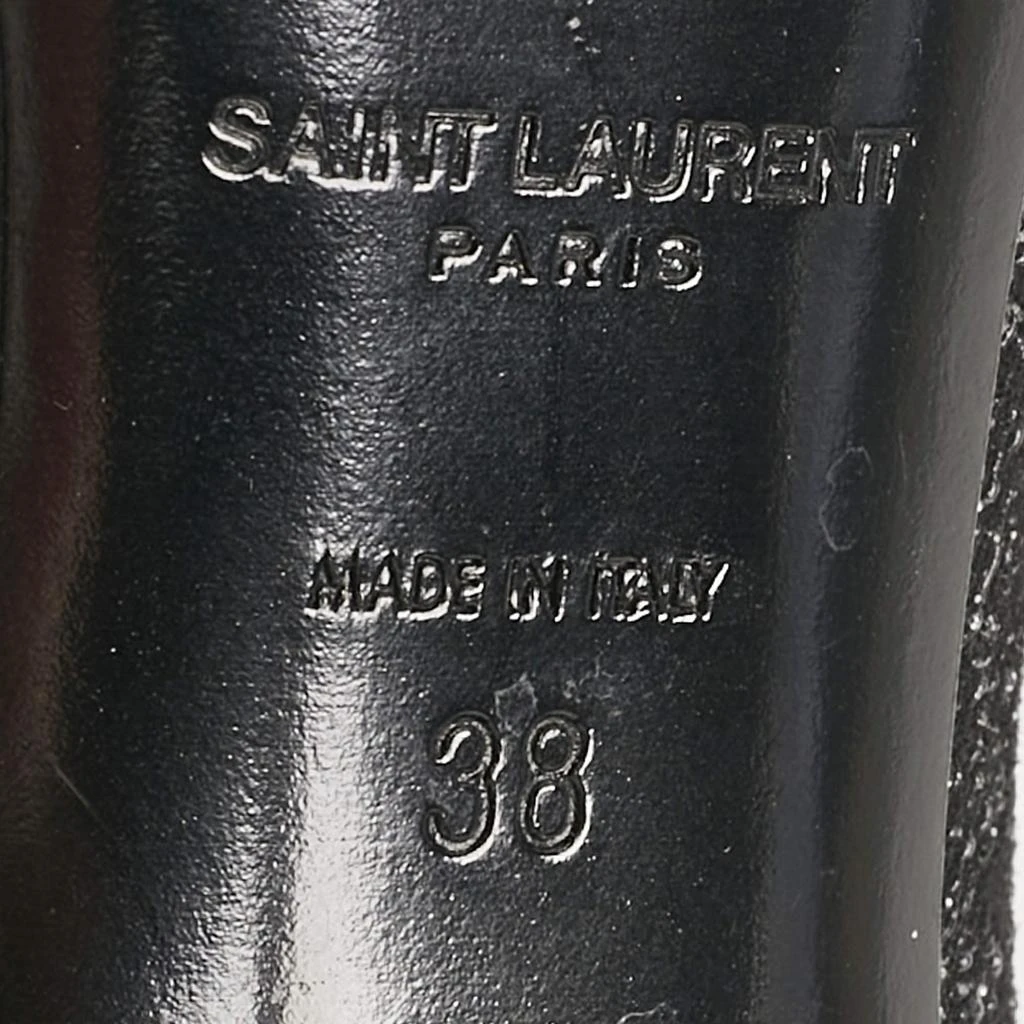 SAINT LAURENT
PARIS
MADE IN ITALY
38